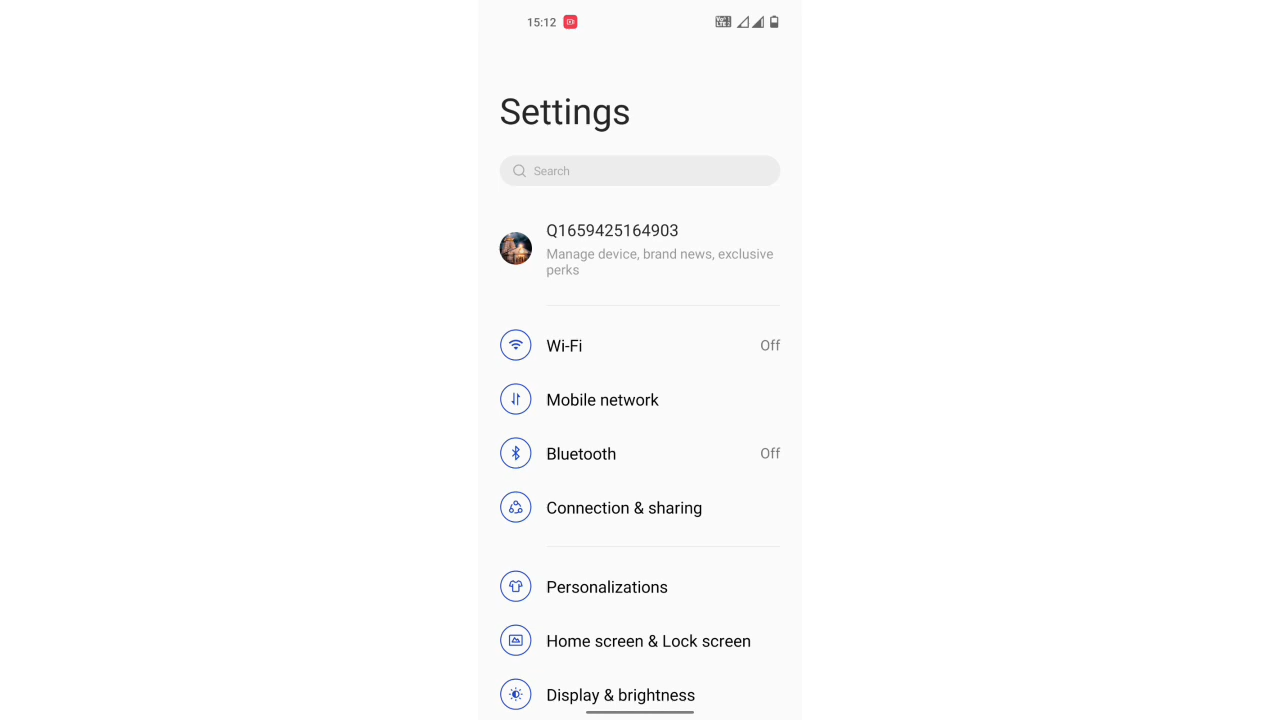 15:12
Settings
Search
Q1659425164903
Manage device, brand news, exclusive
perks
Wi-Fi Off
Mobile network
Bluetooth Off
Connection & sharing
Personalizations
Home screen & Lock screen
Display & brightness